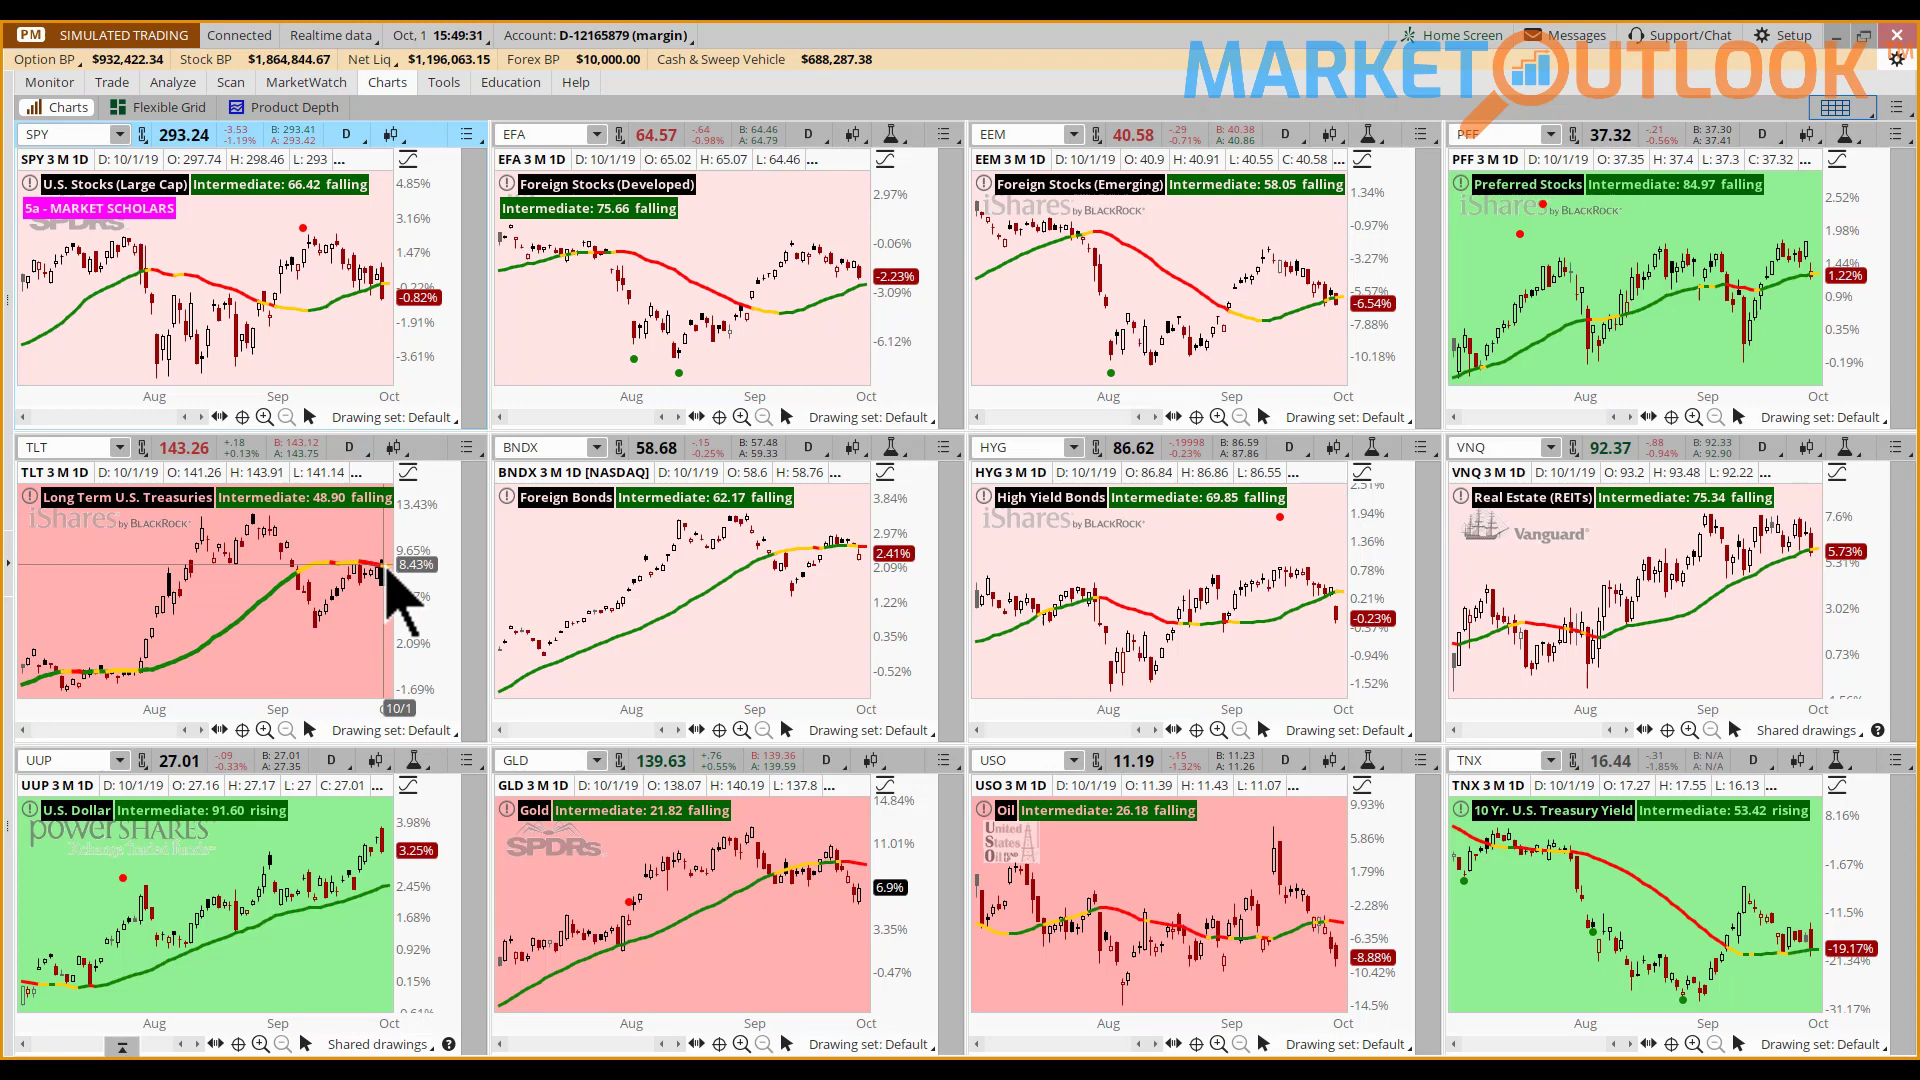 PM SIMULATED TRADING Connected Realtime data Oct, 1 15:49:31 Account: D-12165879 (margin) Home Screen Messages Support/Chat Setup
MARKET OUTLOOK TM
Option BP $932,422.34 Stock BP $1,864,844.67 Net Liq $1,196,063.15 Forex BP $10,000.00 Cash & Sweep Vehicle $688,287.38
Monitor Trade Analyze Scan MarketWatch Charts Tools Education Help
Charts Flexible Grid Product Depth
SPY 293.24 -3.53 -1.19% B: 293.41 A: 293.42 D
SPY 3 M 1D D: 10/1/19 O: 297.74 H: 298.46 L: 293 ...
U.S. Stocks (Large Cap) Intermediate: 66.42 falling
5a - MARKET SCHOLARS
SPDRs
4.85%
3.16%
1.47%
-0.22%
-0.82%
-1.91%
-3.61%
Aug Sep Oct
Drawing set: Default
EFA 64.57 -.64 -0.98% B: 64.46 A: 64.79 D
EFA 3 M 1D D: 10/1/19 O: 65.02 H: 65.07 L: 64.46 ...
Foreign Stocks (Developed)
Intermediate: 75.66 falling
2.97%
-0.06%
-2.23%
-3.09%
-6.12%
Aug Sep Oct
Drawing set: Default
EEM 40.58 -.29 -0.71% B: 40.38 A: 40.86 D
EEM 3 M 1D D: 10/1/19 O: 40.9 H: 40.91 L: 40.55 C: 40.58 ...
Foreign Stocks (Emerging) Intermediate: 58.05 falling
iShares by BLACKROCK®
1.34%
-0.97%
-3.27%
-5.57%
-6.54%
-7.88%
-10.18%
Aug Sep Oct
Drawing set: Default
PFF 37.32 -.21 -0.56% B: 37.30 A: 37.41 D
PFF 3 M 1D D: 10/1/19 O: 37.35 H: 37.4 L: 37.3 C: 37.32 ...
Preferred Stocks Intermediate: 84.97 falling
iShares by BLACKROCK®
2.52%
1.98%
1.44%
1.22%
0.9%
0.35%
-0.19%
Aug Sep Oct
Drawing set: Default
TLT 143.26 +.18 +0.13% B: 143.12 A: 143.75 D
TLT 3 M 1D D: 10/1/19 O: 141.26 H: 143.91 L: 141.14 ...
Long Term U.S. Treasuries Intermediate: 48.90 falling
iShares by BLACKROCK®
13.43%
9.65%
8.43%
2.09%
-1.69%
Aug Sep 10/1
Drawing set: Default
BNDX 58.68 -.15 -0.25% B: 57.48 A: 59.33 D
BNDX 3 M 1D [NASDAQ] D: 10/1/19 O: 58.6 H: 58.76 ...
Foreign Bonds Intermediate: 62.17 falling
3.84%
2.97%
2.41%
2.09%
1.22%
0.35%
-0.52%
Aug Sep Oct
Drawing set: Default
HYG 86.62 -.19998 -0.23% B: 86.59 A: 87.86 D
HYG 3 M 1D D: 10/1/19 O: 86.84 H: 86.86 L: 86.55 ...
High Yield Bonds Intermediate: 69.85 falling
iShares by BLACKROCK®
2.51%
1.94%
1.36%
0.78%
0.21%
-0.23%
-0.37%
-0.94%
-1.52%
Aug Sep Oct
Drawing set: Default
VNQ 92.37 -.88 -0.94% B: 92.33 A: 92.90 D
VNQ 3 M 1D D: 10/1/19 O: 93.2 H: 93.48 L: 92.22 ...
Real Estate (REITs) Intermediate: 75.34 falling
Vanguard®
7.6%
5.73%
5.31%
3.02%
0.73%
-1.56%
Aug Sep Oct
Shared drawings ?
UUP 27.01 -.09 -0.33% B: 27.01 A: 27.35 D
UUP 3 M 1D D: 10/1/19 O: 27.16 H: 27.17 L: 27 C: 27.01 ...
U.S. Dollar Intermediate: 91.60 rising
powerSHARES
Xchange Traded Funds
3.98%
3.25%
2.45%
1.68%
0.92%
0.15%
-0.61%
Aug Sep Oct
Shared drawings ?
GLD 139.63 +.76 +0.55% B: 139.36 A: 139.59 D
GLD 3 M 1D D: 10/1/19 O: 138.07 H: 140.19 L: 137.8 ...
Gold Intermediate: 21.82 falling
SPDRs
14.84%
11.01%
6.9%
3.35%
-0.47%
Aug Sep Oct
Drawing set: Default
USO 11.19 -.15 -1.32% B: 11.23 A: 11.26 D
USO 3 M 1D D: 10/1/19 O: 11.39 H: 11.43 L: 11.07 ...
Oil Intermediate: 26.18 falling
United
States
Oil
9.93%
5.86%
1.79%
-2.28%
-6.35%
-8.88%
-10.42%
-14.5%
Aug Sep Oct
Drawing set: Default
TNX 16.44 -.31 -1.85% B: N/A A: N/A D
TNX 3 M 1D D: 10/1/19 O: 17.27 H: 17.55 L: 16.13 ...
10 Yr. U.S. Treasury Yield Intermediate: 53.42 rising
8.16%
-1.67%
-11.5%
-19.17%
-21.34%
-31.17%
Aug Sep Oct
Drawing set: Default